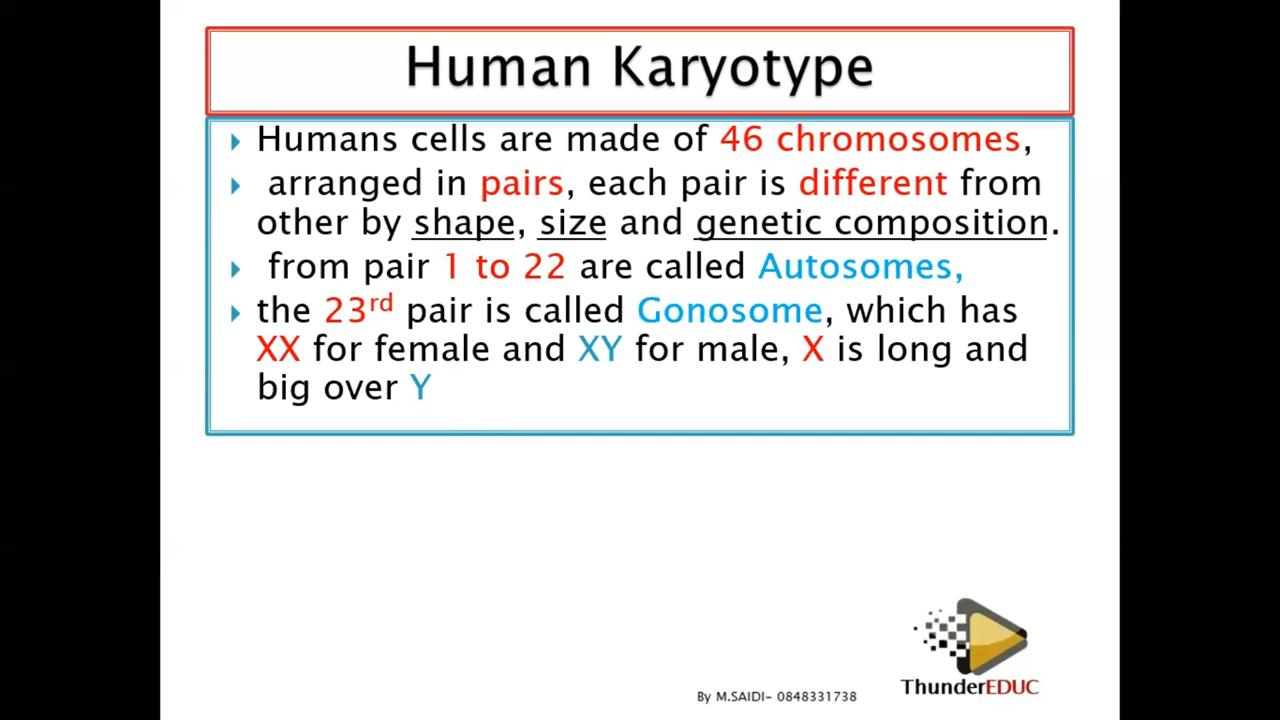 Human Karyotype
Humans cells are made of 46 chromosomes,
arranged in pairs, each pair is different from
other by shape, size and genetic composition.
from pair 1 to 22 are called Autosomes,
the 23rd pair is called Gonosome, which has
XX for female and XY for male, X is long and
big over Y
ThunderEDUC
By M.SAIDI- 0848331738